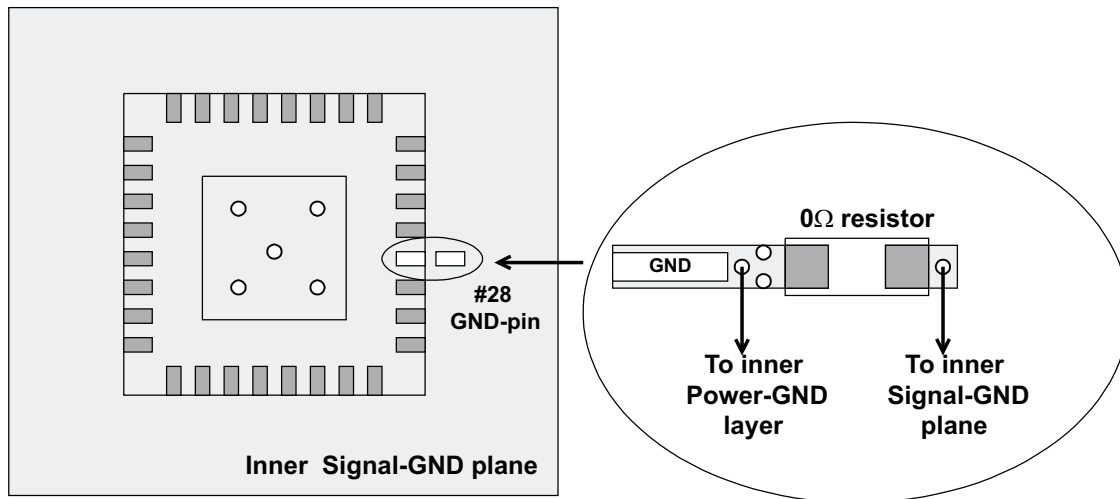 #28
GND-pin
Inner Signal-GND plane
0Ω resistor
GND
To inner
Power-GND
layer
To inner
Signal-GND
plane